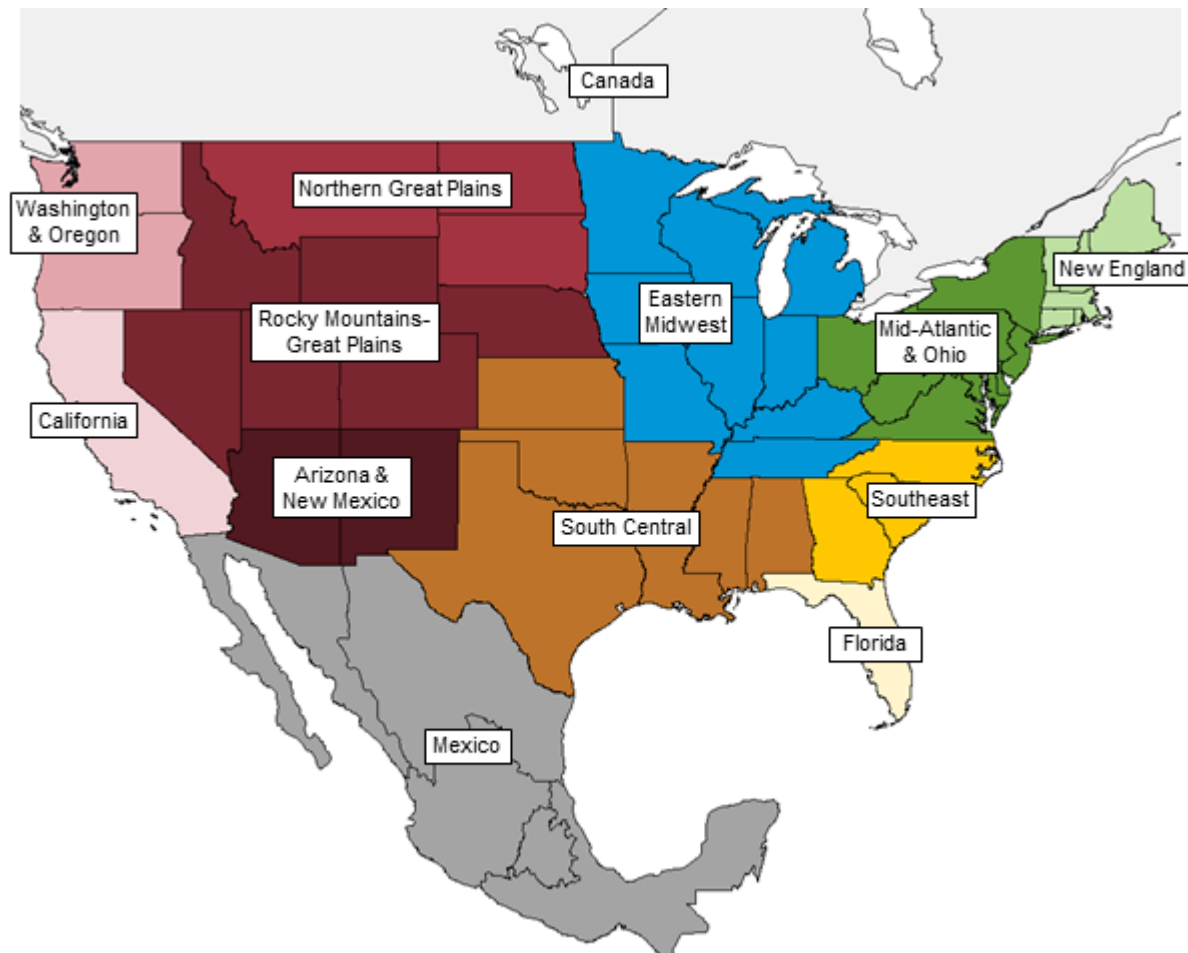 Canada
Northern Great Plains
Washington
& Oregon
New England
Eastern
Midwest
Rocky Mountains-
Great Plains
Mid-Atlantic
& Ohio
California
Arizona &
New Mexico
Southeast
South Central
Florida
Mexico